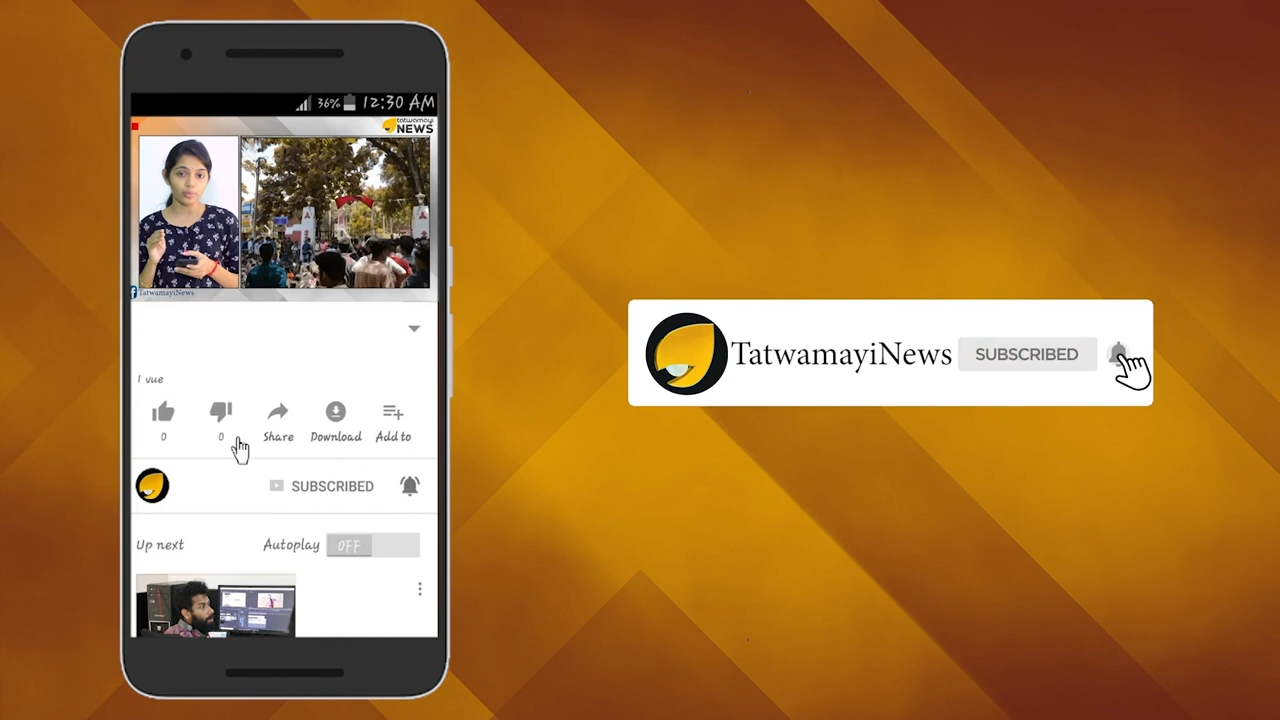 36% 12:30 AM
tatwamayi
NEWS
TatwamayiNews
1 vue
0 0 Share Download Add to
SUBSCRIBED
Up next Autoplay OFF
TatwamayiNews SUBSCRIBED